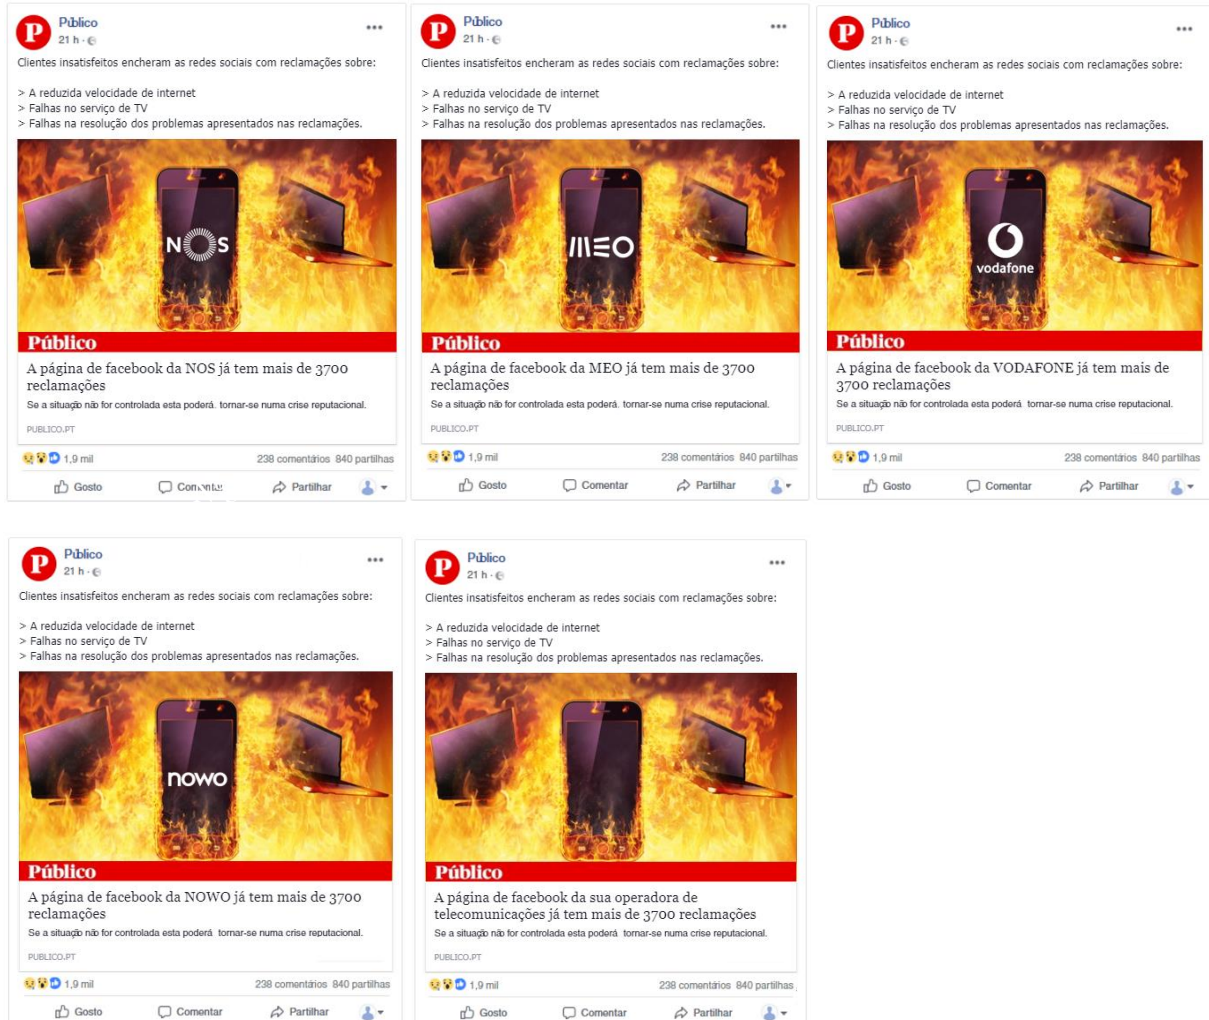 Público
21 h
Clientes insatisfeitos encheram as redes sociais com reclamações sobre:
> A reduzida velocidade de internet
> Falhas no serviço de TV
> Falhas na resolução dos problemas apresentados nas reclamações.
NOS
Público
A página de facebook da NOS já tem mais de 3700
reclamações
Se a situação não for controlada esta poderá. tornar-se numa crise reputacional.
PUBLICO.PT
1,9 mil 238 comentários 840 partilhas
Gosto Comentar Partilhar
Público
21 h
Clientes insatisfeitos encheram as redes sociais com reclamações sobre:
> A reduzida velocidade de internet
> Falhas no serviço de TV
> Falhas na resolução dos problemas apresentados nas reclamações.
MEO
Público
A página de facebook da MEO já tem mais de 3700
reclamações
Se a situação não for controlada esta poderá. tornar-se numa crise reputacional.
PUBLICO.PT
1,9 mil 238 comentários 840 partilhas
Gosto Comentar Partilhar
Público
21 h
Clientes insatisfeitos encheram as redes sociais com reclamações sobre:
> A reduzida velocidade de internet
> Falhas no serviço de TV
> Falhas na resolução dos problemas apresentados nas reclamações.
vodafone
Público
A página de facebook da VODAFONE já tem mais de
3700 reclamações
Se a situação não for controlada esta poderá tornar-se numa crise reputacional.
PUBLICO.PT
1,9 mil 238 comentários 840 partilhas
Gosto Comentar Partilhar
Público
21 h
Clientes insatisfeitos encheram as redes sociais com reclamações sobre:
> A reduzida velocidade de internet
> Falhas no serviço de TV
> Falhas na resolução dos problemas apresentados nas reclamações.
nowo
Público
A página de facebook da NOWO já tem mais de 3700
reclamações
Se a situação não for controlada esta poderá tornar-se numa crise reputacional.
PUBLICO.PT
1,9 mil 238 comentários 840 partilhas
Gosto Comentar Partilhar
Público
21 h
Clientes insatisfeitos encheram as redes sociais com reclamações sobre:
> A reduzida velocidade de internet
> Falhas no serviço de TV
> Falhas na resolução dos problemas apresentados nas reclamações.
Público
A página de facebook da sua operadora de
telecomunicações já tem mais de 3700 reclamações
Se a situação não for controlada esta poderá tornar-se numa crise reputacional.
PUBLICO.PT
1,9 mil 238 comentários 840 partilhas
Gosto Comentar Partilhar